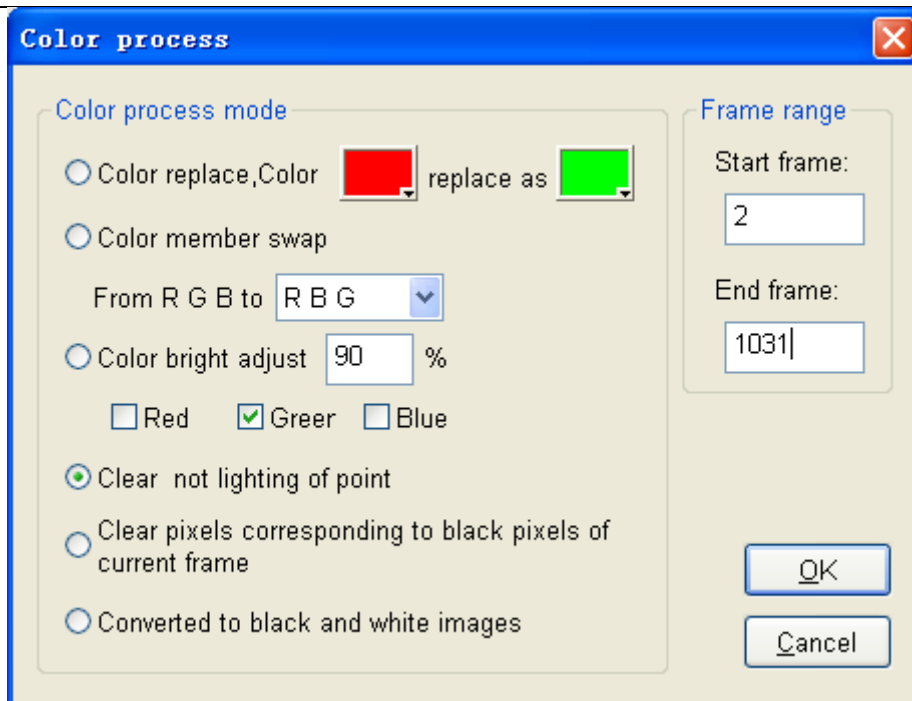 Color process
Color process mode
Color replace,Color replace as
Color member swap
From R G B to R B G
Color bright adjust 90 %
Red Greer Blue
Clear not lighting of point
Clear pixels corresponding to black pixels of
current frame
Converted to black and white images
Frame range
Start frame:
2
End frame:
1031
OK
Cancel